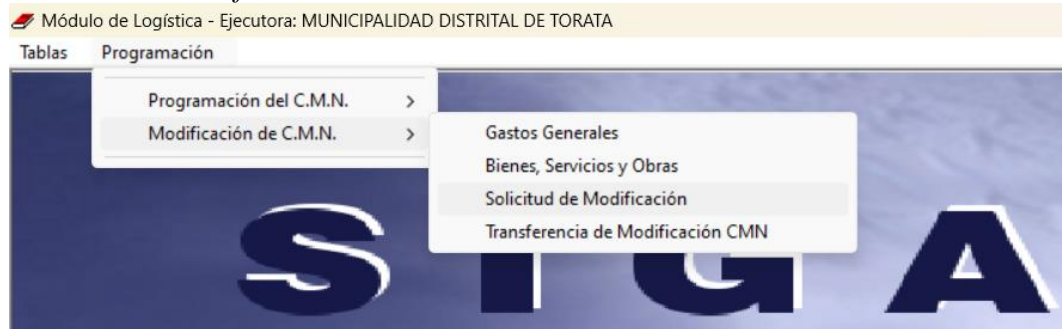 Módulo de Logística - Ejecutora: MUNICIPALIDAD DISTRITAL DE TORATA
Tablas Programación
Programación del C.M.N. >
Modificación de C.M.N. >
Gastos Generales
Bienes, Servicios y Obras
Solicitud de Modificación
Transferencia de Modificación CMN
SIGA